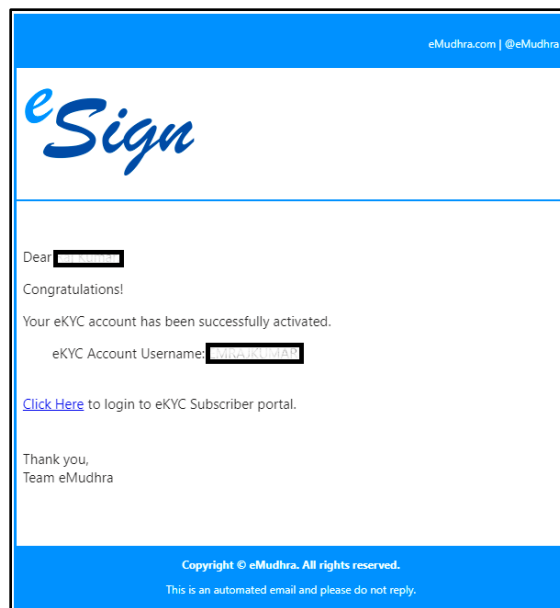 eMudhra.com | @eMudhra
eSign
Dear
Congratulations!
Your eKYC account has been successfully activated.
eKYC Account Username:
Click Here to login to eKYC Subscriber portal.
Thank you,
Team eMudhra
Copyright © eMudhra. All rights reserved.
This is an automated email and please do not reply.